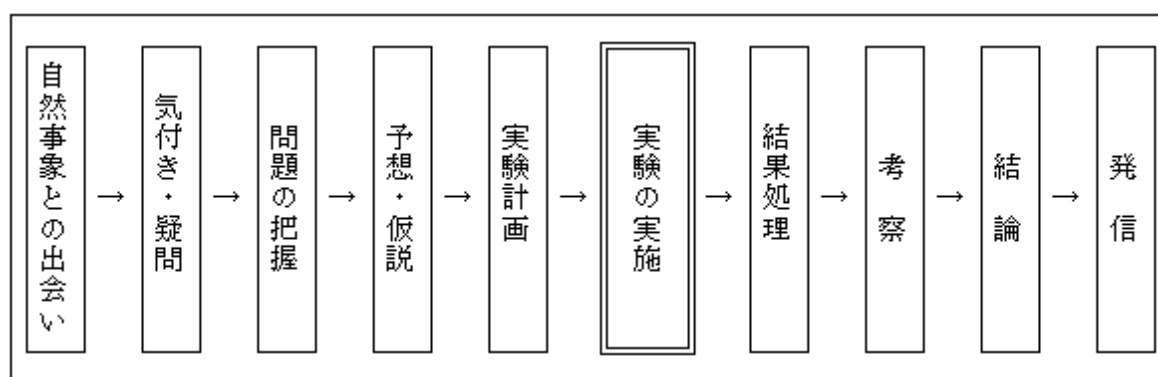 自然事象との出会い
→
気付き・疑問
→
問題の把握
→
予想・仮説
→
実験計画
→
実験の実施
→
結果処理
→
考察
→
結論
→
発信